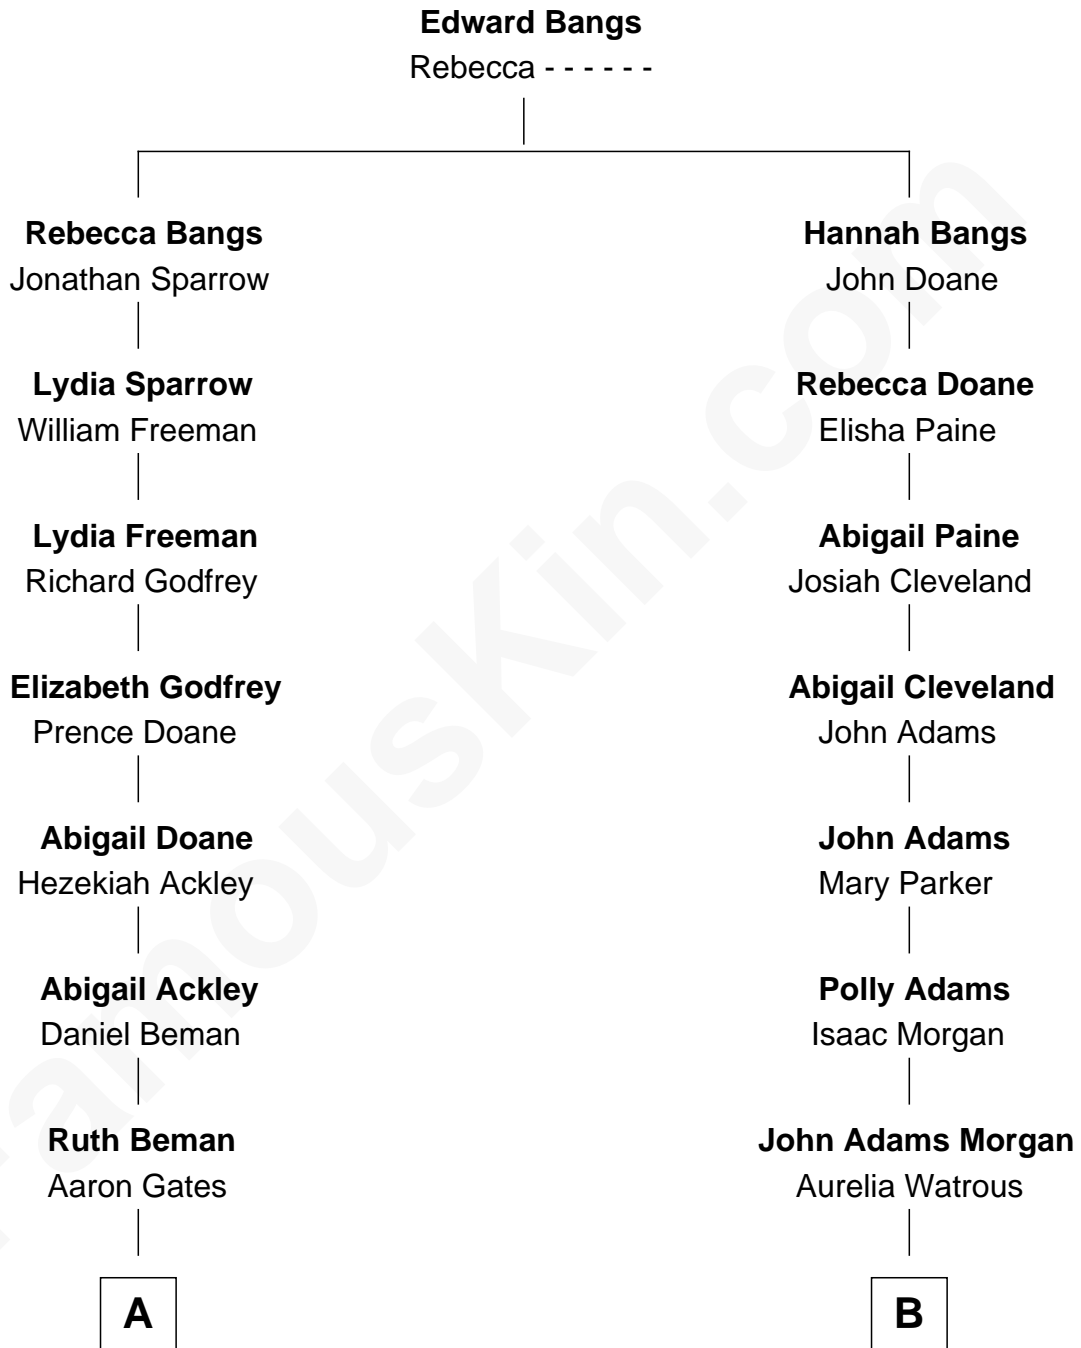 Edward Bangs
Rebecca - - - - - -
Rebecca Bangs
Jonathan Sparrow
Hannah Bangs
John Doane
Lydia Sparrow
William Freeman
Rebecca Doane
Elisha Paine
Lydia Freeman
Richard Godfrey
Abigail Paine
Josiah Cleveland
Elizabeth Godfrey
Prence Doane
Abigail Cleveland
John Adams
Abigail Doane
Hezekiah Ackley
John Adams
Mary Parker
Abigail Ackley
Daniel Beman
Polly Adams
Isaac Morgan
Ruth Beman
Aaron Gates
John Adams Morgan
Aurelia Watrous
A
B
FamousKin.com